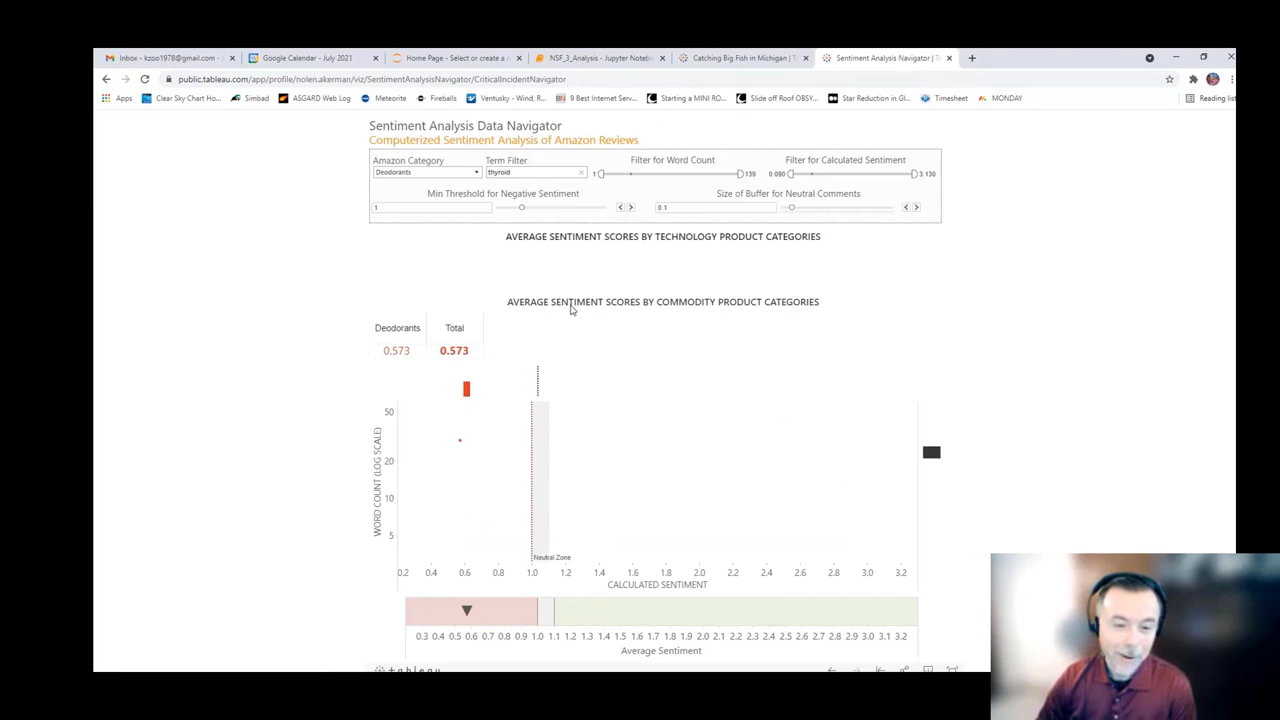 Inbox - kzoo1978@gmail.com
Google Calendar - July 2021
Home Page - Select or create a n
NSF_3_Analysis - Jupyter Notebo
Catching Big Fish in Michigan | T
Sentiment Analysis Navigator | T
public.tableau.com/app/profile/nolen.akerman/viz/SentimentAnalysisNavigator/CriticalIncidentNavigator
Apps
Clear Sky Chart Ho...
Simbad
ASGARD Web Log
Meteorite
Fireballs
Ventusky - Wind, R...
9 Best Internet Serv...
Starting a MINI RO...
Slide off Roof OBSY...
Star Reduction in GI...
Timesheet
MONDAY
Reading list
Sentiment Analysis Data Navigator
Computerized Sentiment Analysis of Amazon Reviews
Amazon Category
Term Filter
Filter for Word Count
Filter for Calculated Sentiment
Deodorants
thyroid
1
139
0.090
3.130
Min Threshold for Negative Sentiment
Size of Buffer for Neutral Comments
1
0.1
AVERAGE SENTIMENT SCORES BY TECHNOLOGY PRODUCT CATEGORIES
AVERAGE SENTIMENT SCORES BY COMMODITY PRODUCT CATEGORIES
Deodorants Total
0.573 0.573
WORD COUNT (LOG SCALE)
50
20
10
5
Neutral Zone
0.2 0.4 0.6 0.8 1.0 1.2 1.4 1.6 1.8 2.0 2.2 2.4 2.6 2.8 3.0 3.2
CALCULATED SENTIMENT
0.3 0.4 0.5 0.6 0.7 0.8 0.9 1.0 1.1 1.2 1.3 1.4 1.5 1.6 1.7 1.8 1.9 2.0 2.1 2.2 2.3 2.4 2.5 2.6 2.7 2.8 2.9 3.0 3.1 3.2
Average Sentiment
tableau